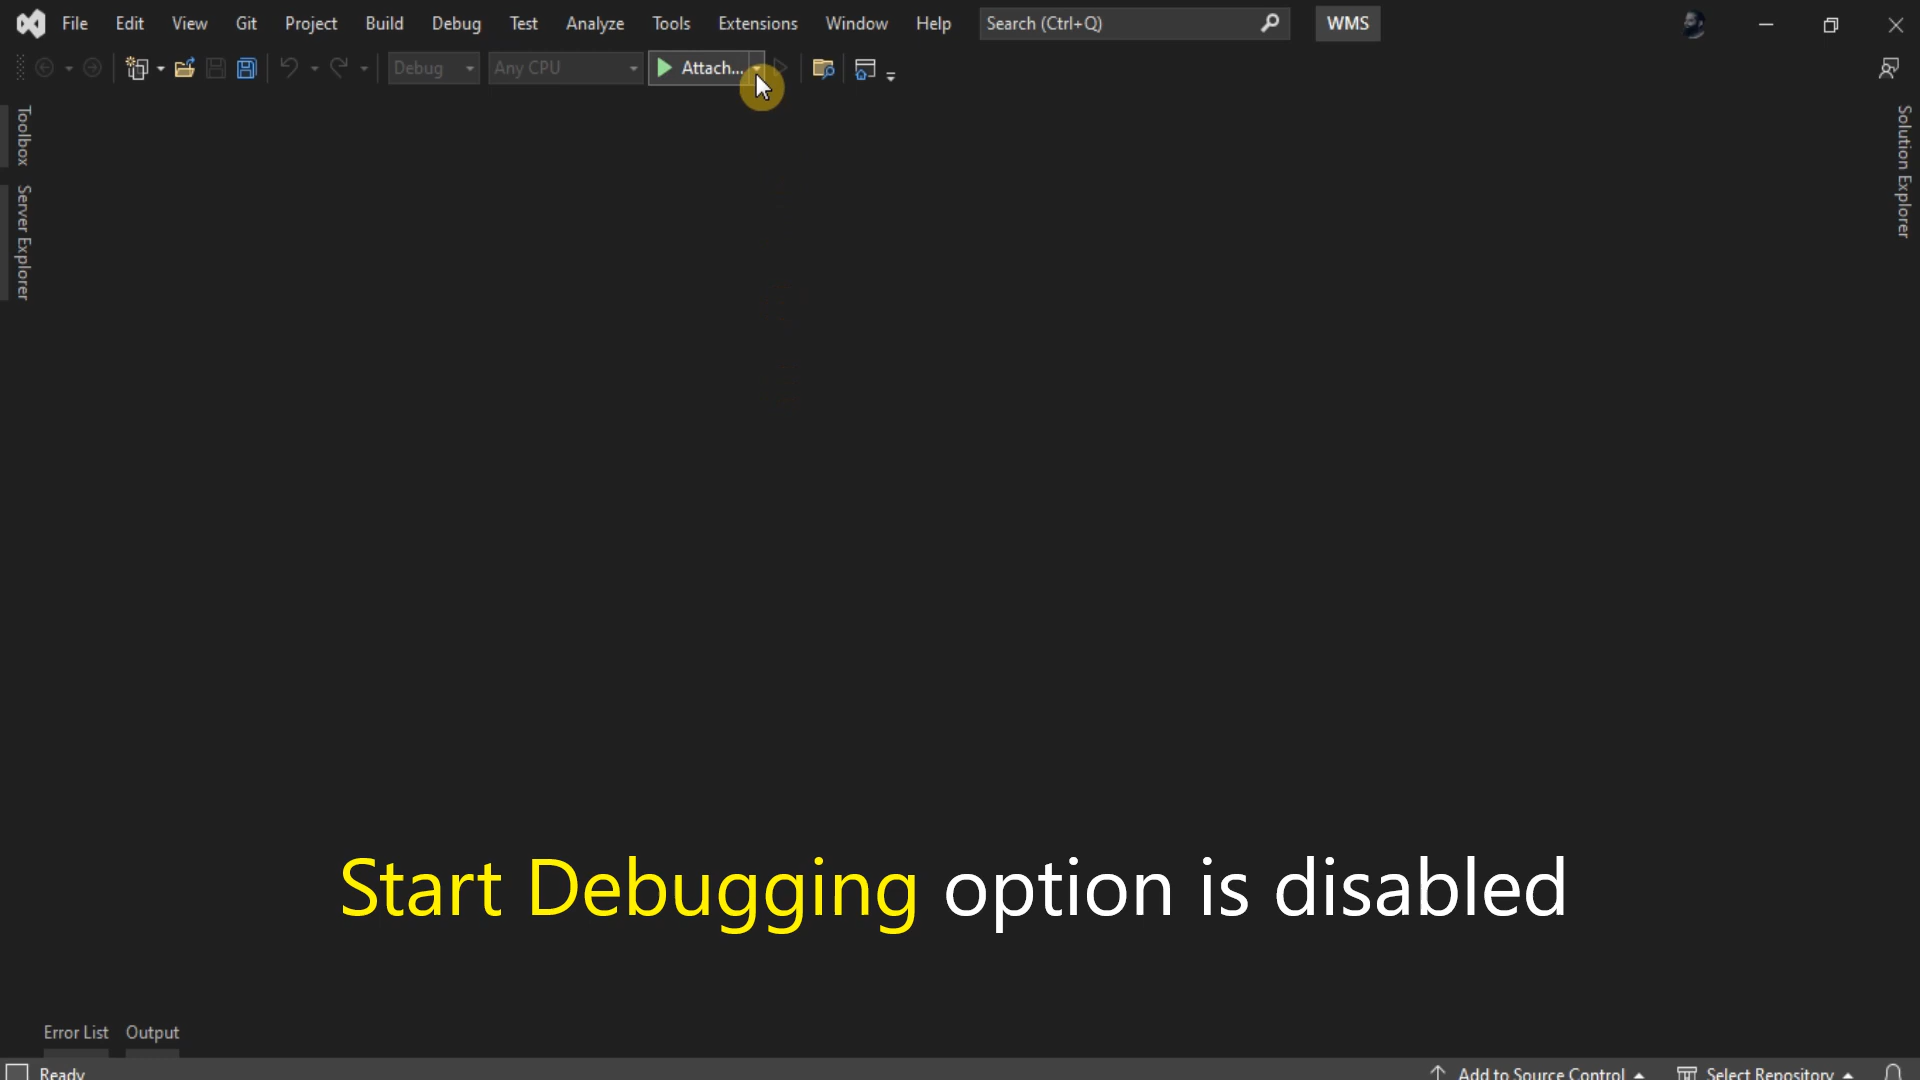 File Edit View Git Project Build Debug Test Analyze Tools Extensions Window Help Search (Ctrl+Q) WMS
Debug Any CPU Attach...
Toolbox
Server Explorer
Solution Explorer
Start Debugging option is disabled
Error List Output
Ready Add to Source Control Select Repository